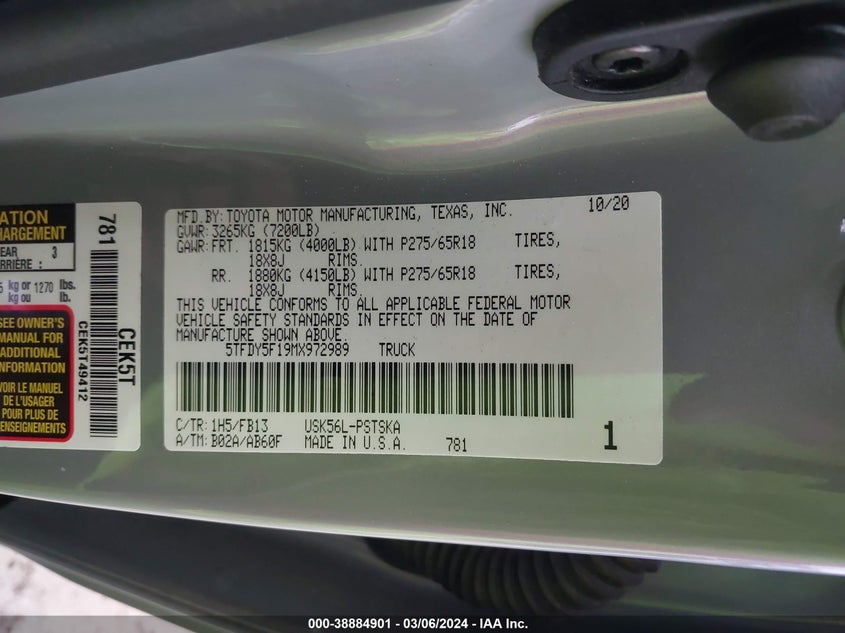 ATION
HARGEMENT
EAR 3
RRIÈRE :
kg or 1270 lbs.
kg ou lb.
SEE OWNER'S
MANUAL FOR
ADDITIONAL
INFORMATION
VOIR LE MANUEL
DE L'USAGER
POUR PLUS DE
RENSEIGNEMENTS
781
CEK5T
CEK5T49412
MFD.BY: TOYOTA MOTOR MANUFACTURING, TEXAS, INC. 10/20
GVWR: 3265KG (7200LB)
GAWR: FRT. 1815KG (4000LB) WITH P275/65R18 TIRES,
18X8J RIMS.
RR. 1880KG (4150LB) WITH P275/65R18 TIRES,
18X8J RIMS.
THIS VEHICLE CONFORMS TO ALL APPLICABLE FEDERAL MOTOR
VEHICLE SAFETY STANDARDS IN EFFECT ON THE DATE OF
MANUFACTURE SHOWN ABOVE.
5TFDY5F19MX972989 TRUCK
C/TR: 1H5/FB13 USK56L-PSTSKA
A/TM: B02A/AB60F MADE IN U.S.A. 781 1
000-38884901 - 03/06/2024 - IAA Inc.